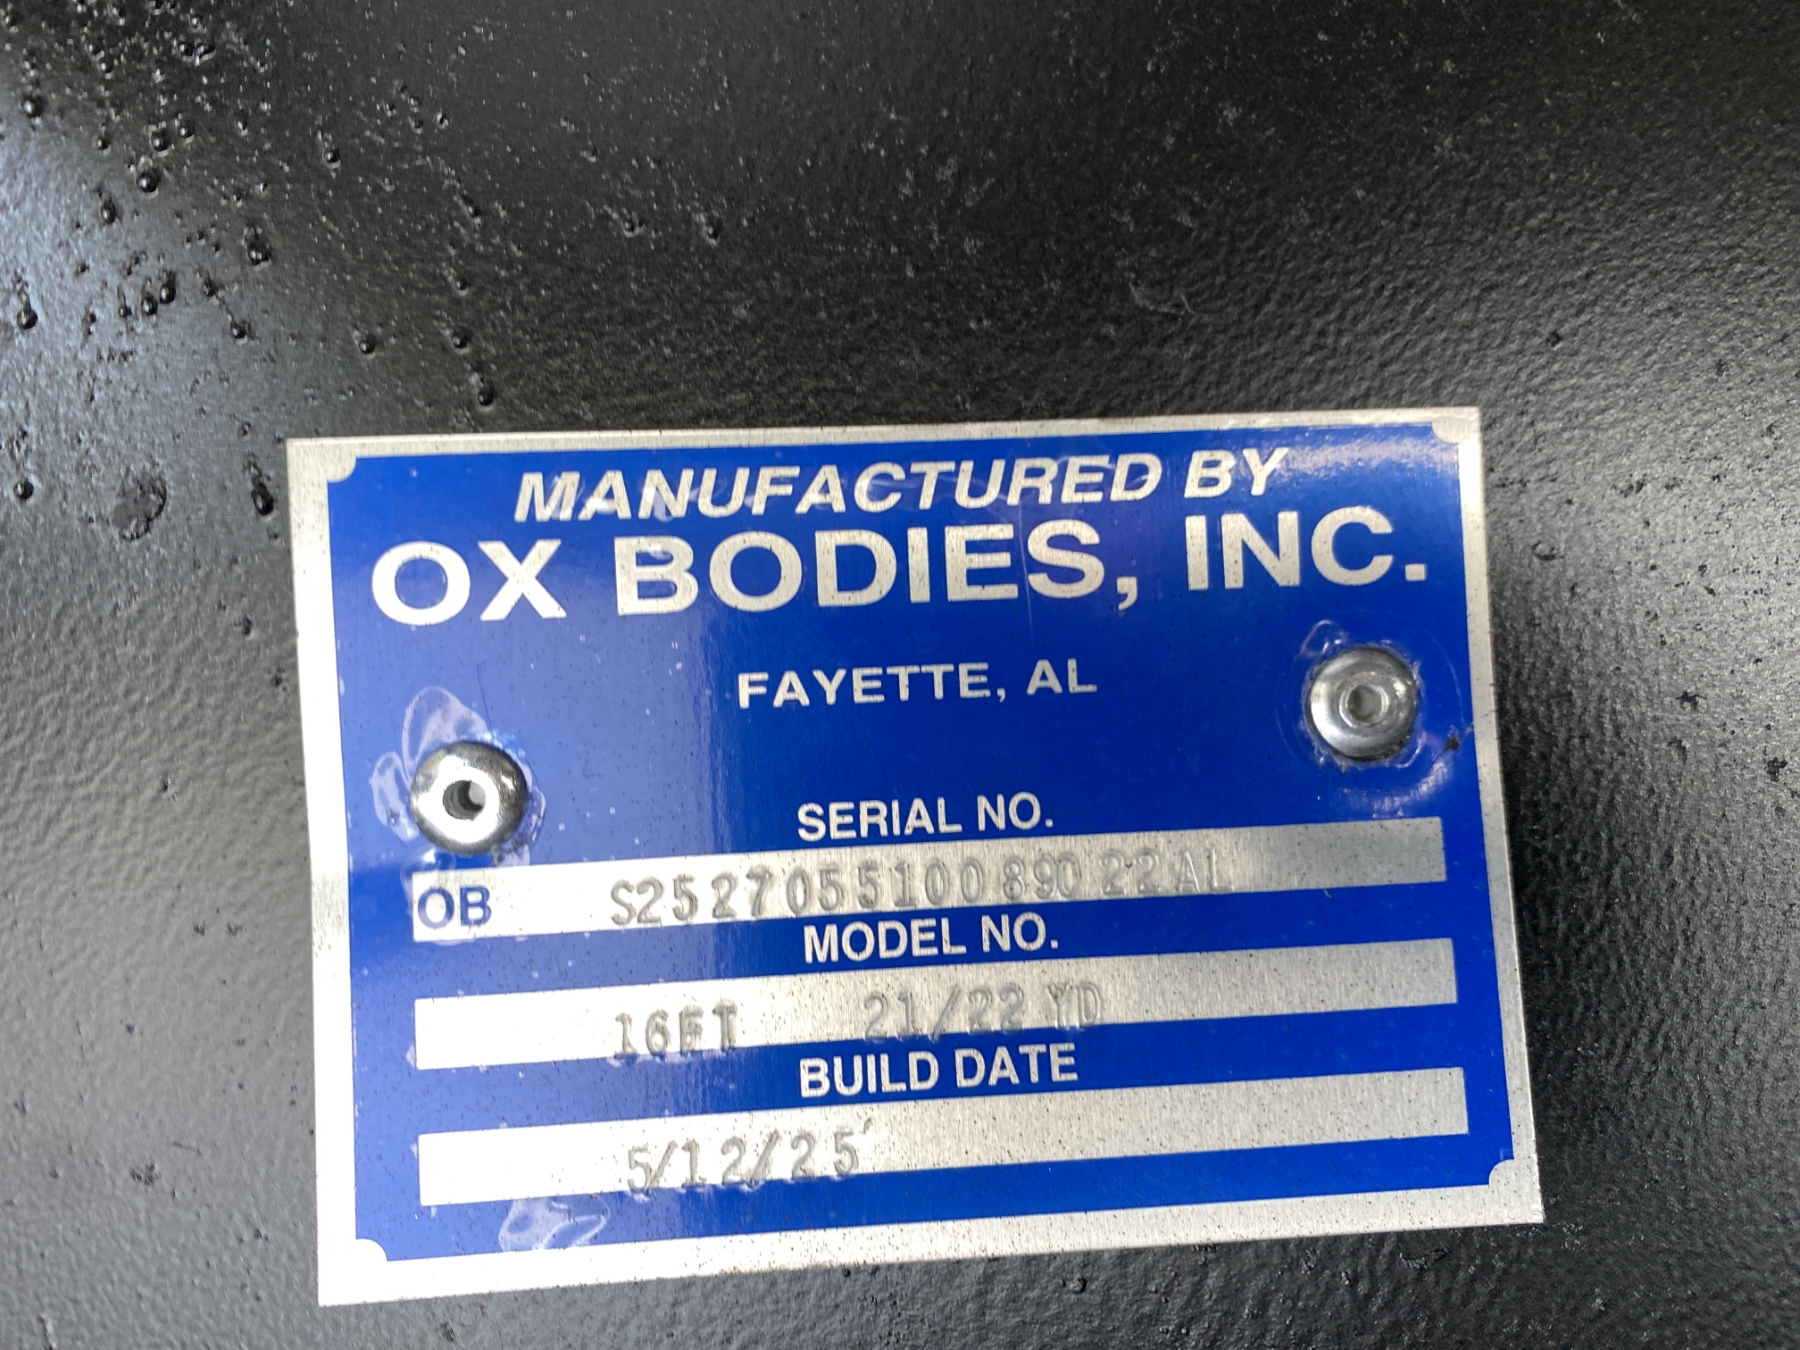 MANUFACTURED BY
OX BODIES, INC.
FAYETTE, AL
SERIAL NO.
OB S252705510089022AL
MODEL NO.
16FT 21/22 YD
BUILD DATE
5/12/25